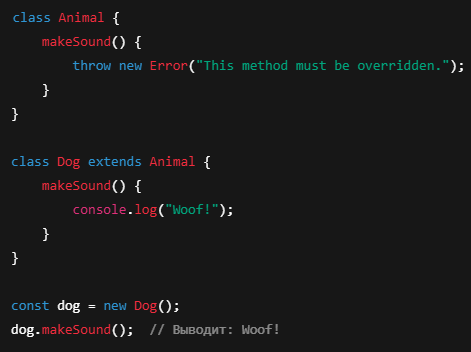 class Animal {
    makeSound() {
        throw new Error("This method must be overridden.");
    }
}

class Dog extends Animal {
    makeSound() {
        console.log("Woof!");
    }
}

const dog = new Dog();
dog.makeSound();  // Выводит: Woof!